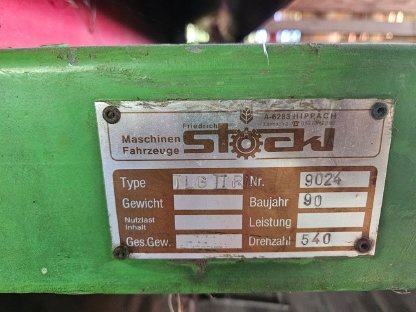 Friedrich
A-6283 HIPPACH
Maschinen
Fahrzeuge
Stöckl
Type
Nr. 9024
Gewicht
Baujahr 90
Nutzlast
Inhalt
Leistung
Ges.Gew.
Drehzahl 540